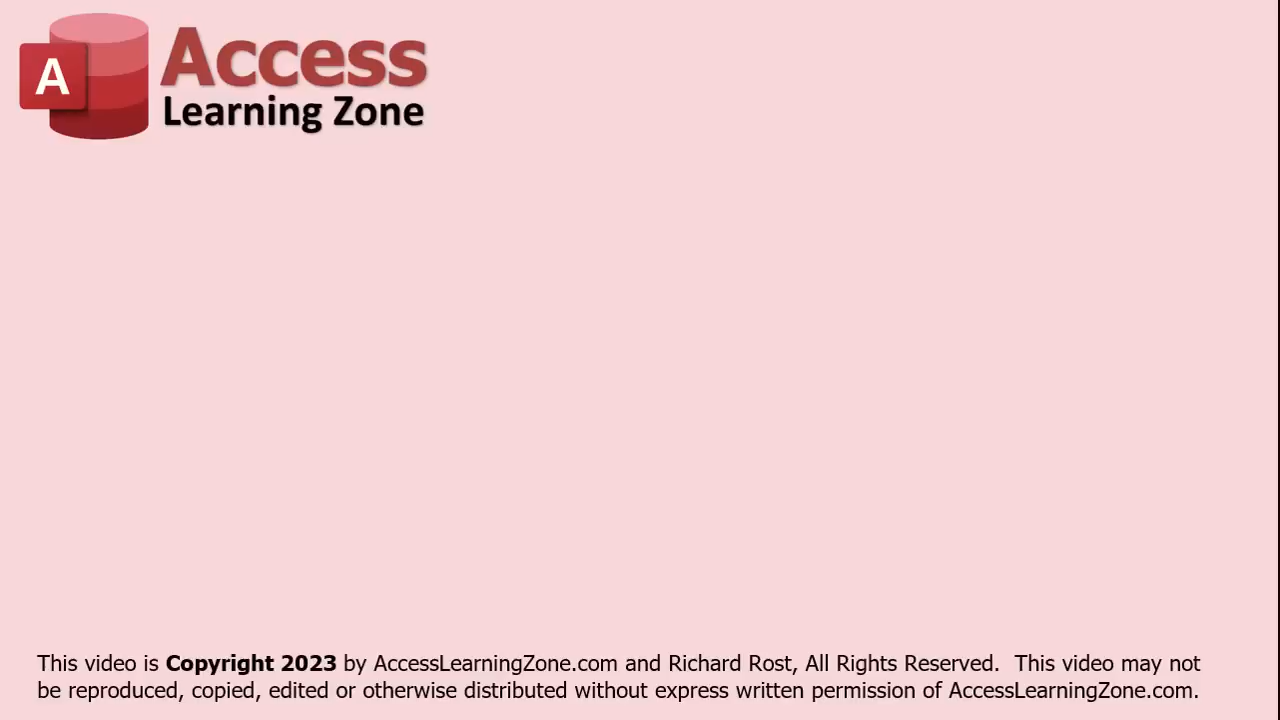 A
Access
Learning Zone
This video is Copyright 2023 by AccessLearningZone.com and Richard Rost, All Rights Reserved.  This video may not
be reproduced, copied, edited or otherwise distributed without express written permission of AccessLearningZone.com.